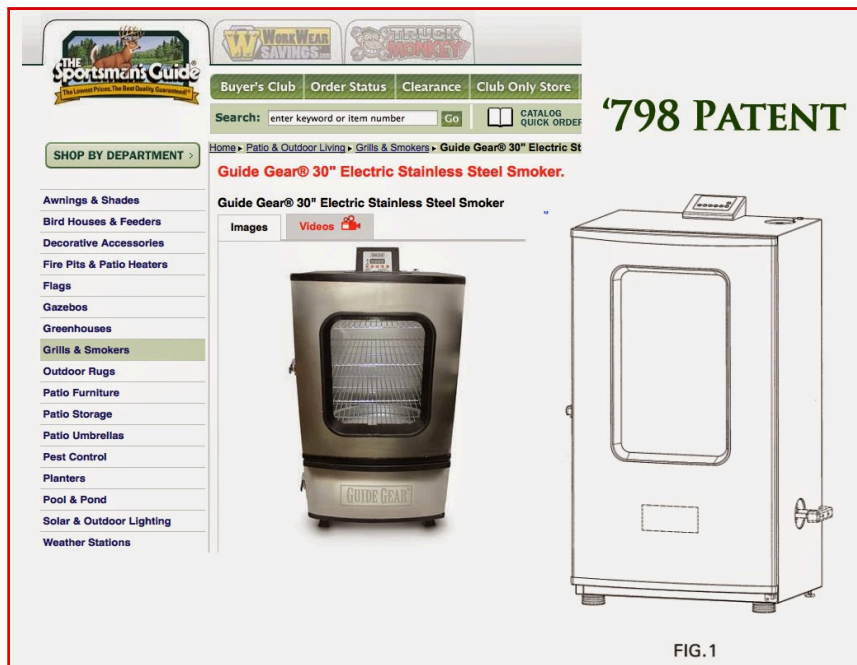 THE
Sportsman's Guide®
The Lowest Prices, The Best Quality, Guaranteed!®
WORKWEAR
SAVINGS
TRUCK
MONKEY!
Buyer's Club
Order Status
Clearance
Club Only Store
Search:
enter keyword or item number
Go
CATALOG
QUICK ORDER
'798 PATENT
SHOP BY DEPARTMENT >
Home ▸ Patio & Outdoor Living ▸ Grills & Smokers ▸ Guide Gear® 30" Electric St
Guide Gear® 30" Electric Stainless Steel Smoker.
Guide Gear® 30" Electric Stainless Steel Smoker
Images
Videos
Awnings & Shades
Bird Houses & Feeders
Decorative Accessories
Fire Pits & Patio Heaters
Flags
Gazebos
Greenhouses
Grills & Smokers
Outdoor Rugs
Patio Furniture
Patio Storage
Patio Umbrellas
Pest Control
Planters
Pool & Pond
Solar & Outdoor Lighting
Weather Stations
GUIDE GEAR
FIG.1